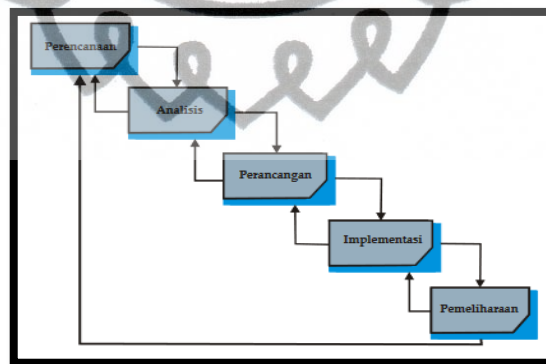 Perencanaan
Analisis
Perancangan
Implementasi
Pemeliharaan